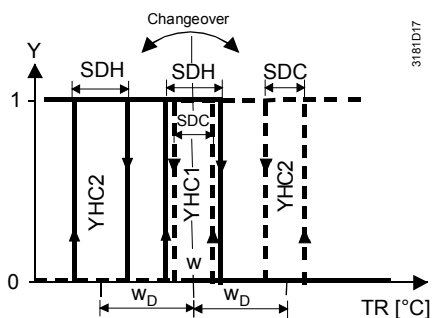 Changeover
3181D17
Y
SDH
SDH
SDC
1
SDC
YHC2
YHC1
YHC2
w
0
wD
wD
TR [°C]